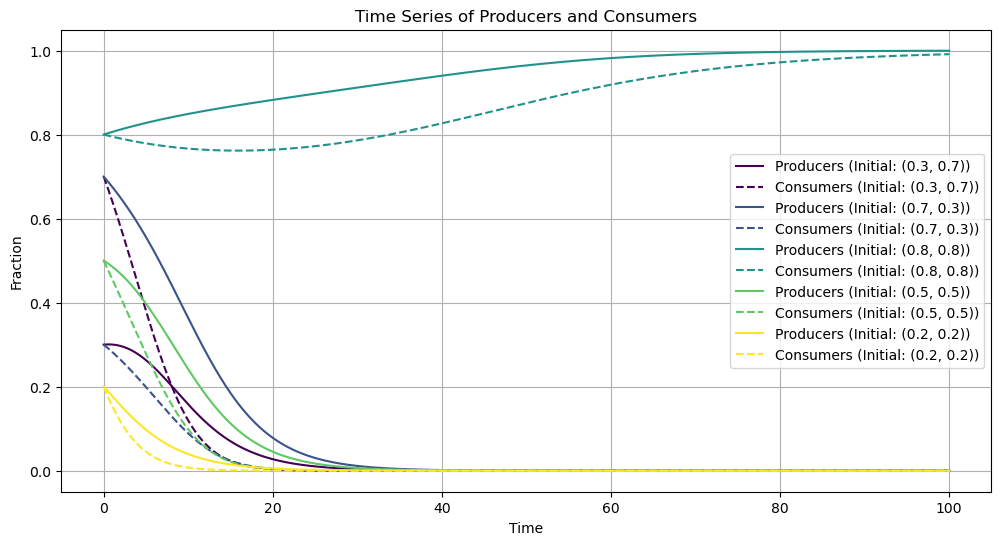 Time Series of Producers and Consumers
Fraction
1.0
0.8
0.6
0.4
0.2
0.0
Producers (Initial: (0.3, 0.7))
Consumers (Initial: (0.3, 0.7))
Producers (Initial: (0.7, 0.3))
Consumers (Initial: (0.7, 0.3))
Producers (Initial: (0.8, 0.8))
Consumers (Initial: (0.8, 0.8))
Producers (Initial: (0.5, 0.5))
Consumers (Initial: (0.5, 0.5))
Producers (Initial: (0.2, 0.2))
Consumers (Initial: (0.2, 0.2))
0 20 40 60 80 100
Time